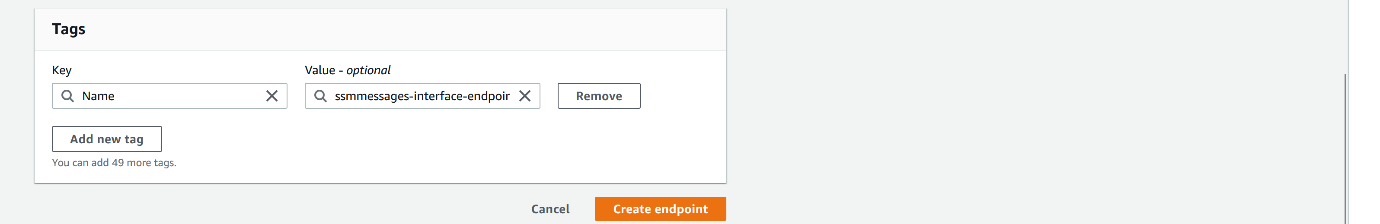 Tags
Key
Value - optional
Name
ssmmessages-interface-endpoir
Remove
Add new tag
You can add 49 more tags.
Cancel
Create endpoint